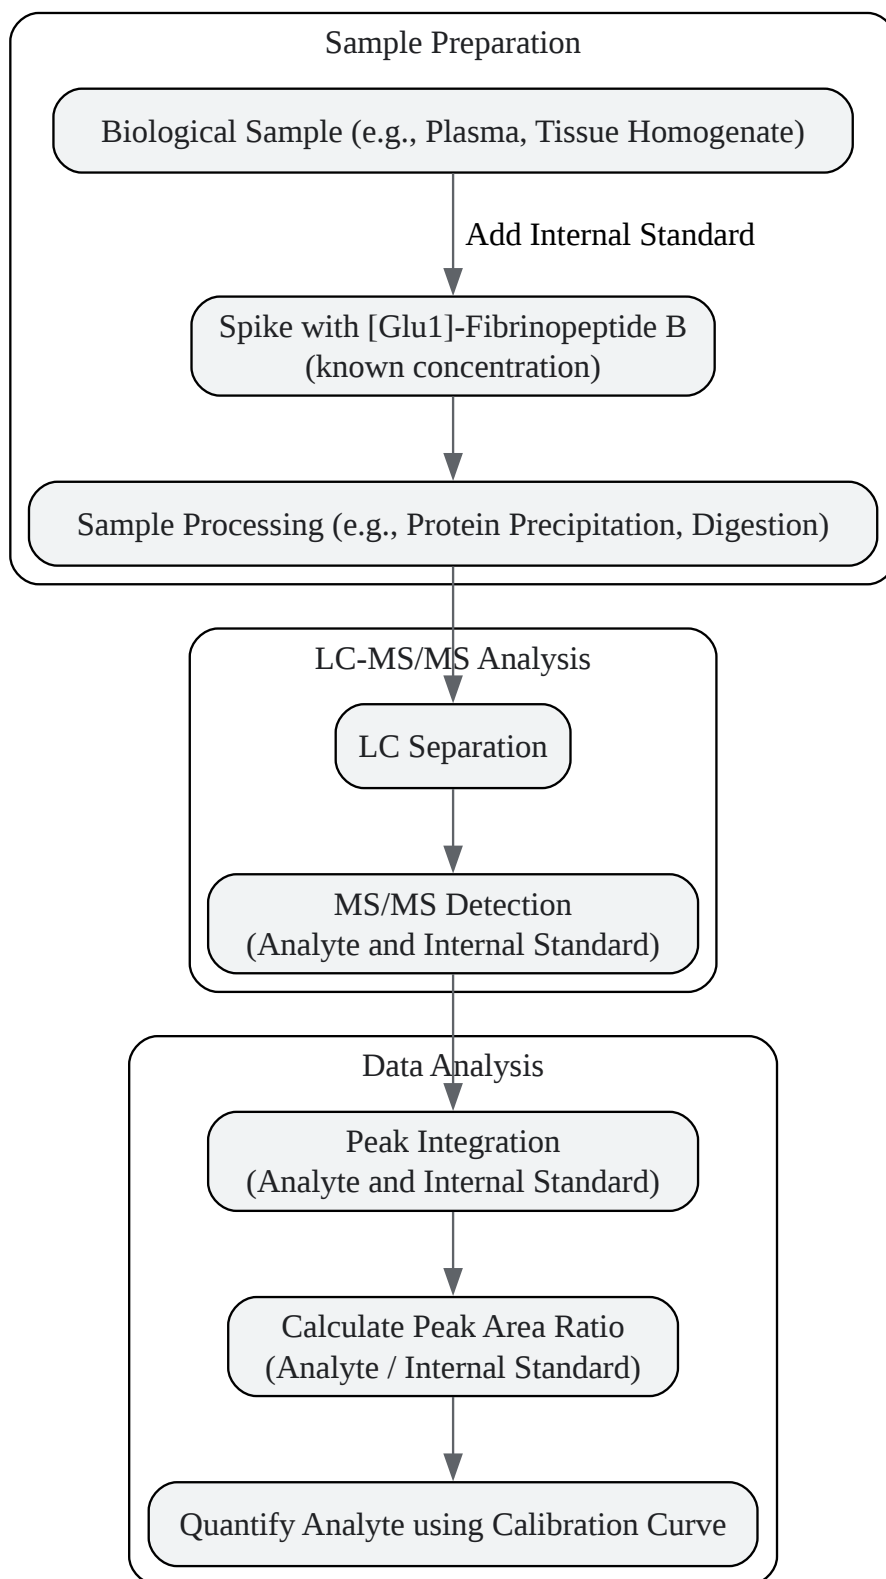 Sample Preparation
Biological Sample (e.g., Plasma, Tissue Homogenate)
Add Internal Standard
Spike with [Glu1]-Fibrinopeptide B
(known concentration)
Sample Processing (e.g., Protein Precipitation, Digestion)
LC-MS/MS Analysis
LC Separation
MS/MS Detection
(Analyte and Internal Standard)
Data Analysis
Peak Integration
(Analyte and Internal Standard)
Calculate Peak Area Ratio
(Analyte / Internal Standard)
Quantify Analyte using Calibration Curve